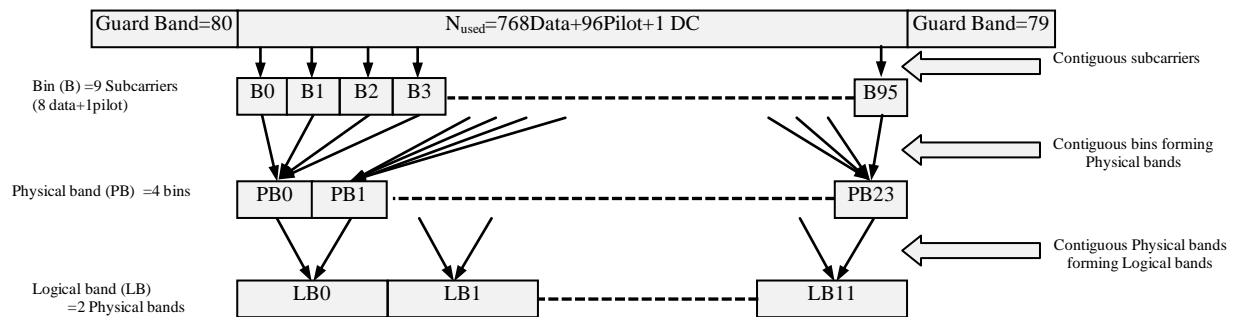 Guard Band=80
Nused=768Data+96Pilot+1 DC
Guard Band=79
Contiguous subcarriers
Bin (B) =9 Subcarriers
(8 data+1pilot)
B0
B1
B2
B3
B95
Contiguous bins forming
Physical bands
Physical band (PB) =4 bins
PB0
PB1
PB23
Contiguous Physical bands
forming Logical bands
Logical band (LB)
=2 Physical bands
LB0
LB1
LB11